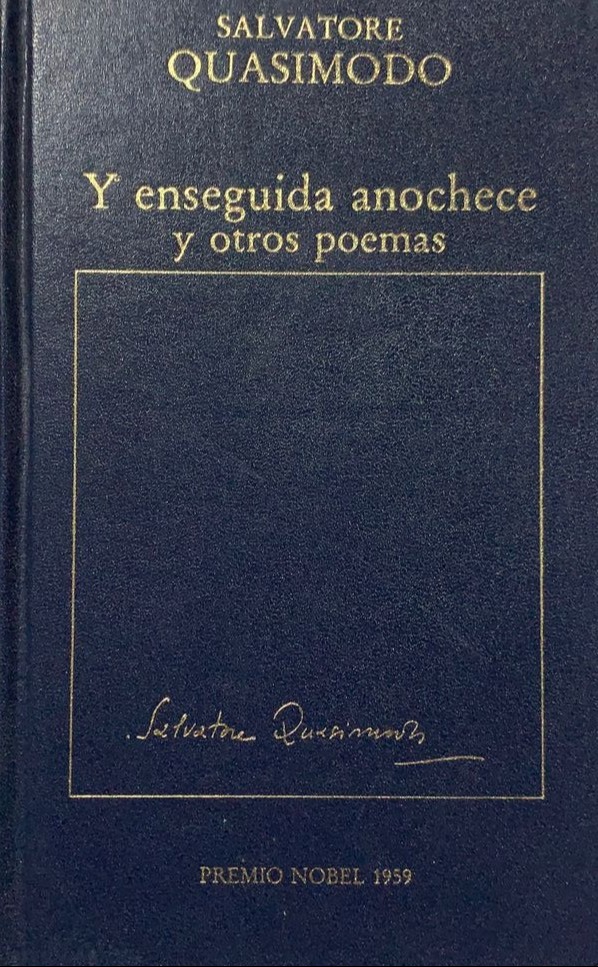 SALVATORE
QUASIMODO
Y enseguida anochece
y otros poemas
Salvatore Quasimodo
PREMIO NOBEL 1959